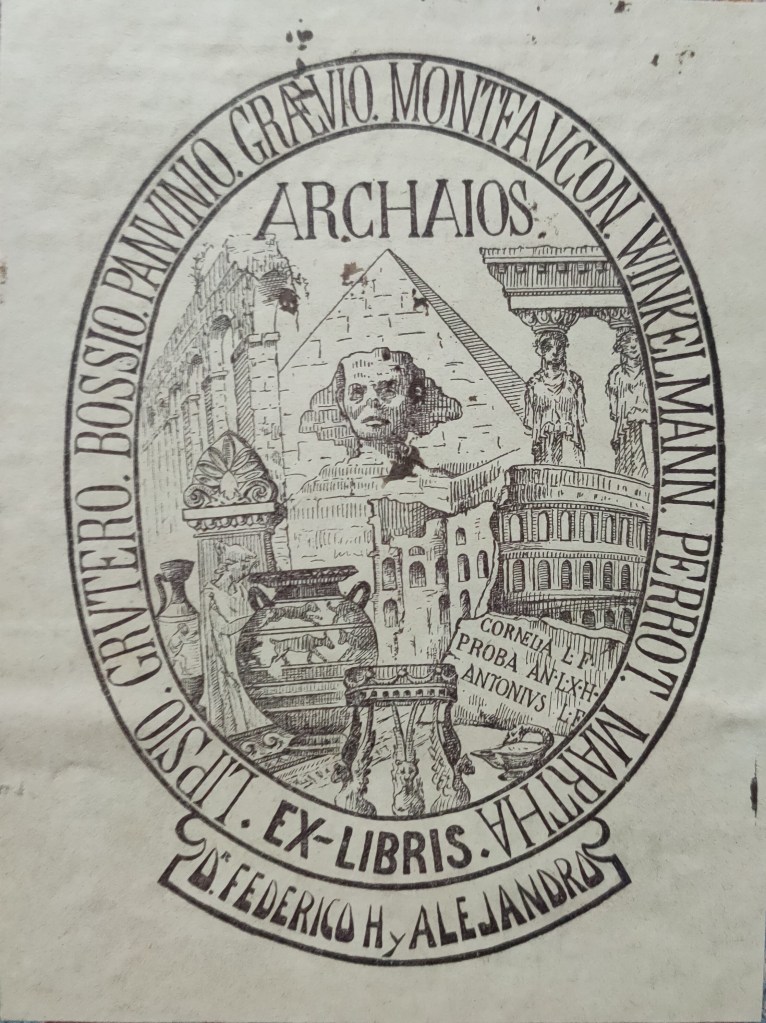 LIPSIO. GRVTERO. BOSSIO. PANVINIO. GRÆVIO. MONTFAVCON. WINKELMANN. PERROT. MARTHA.
ARCHAIOS.
CORNELIA L·F
PROBA AN·LX·H·
ANTONIVS L·F
EX-LIBRIS.
Dr. FEDERICO H y ALEJANDRO